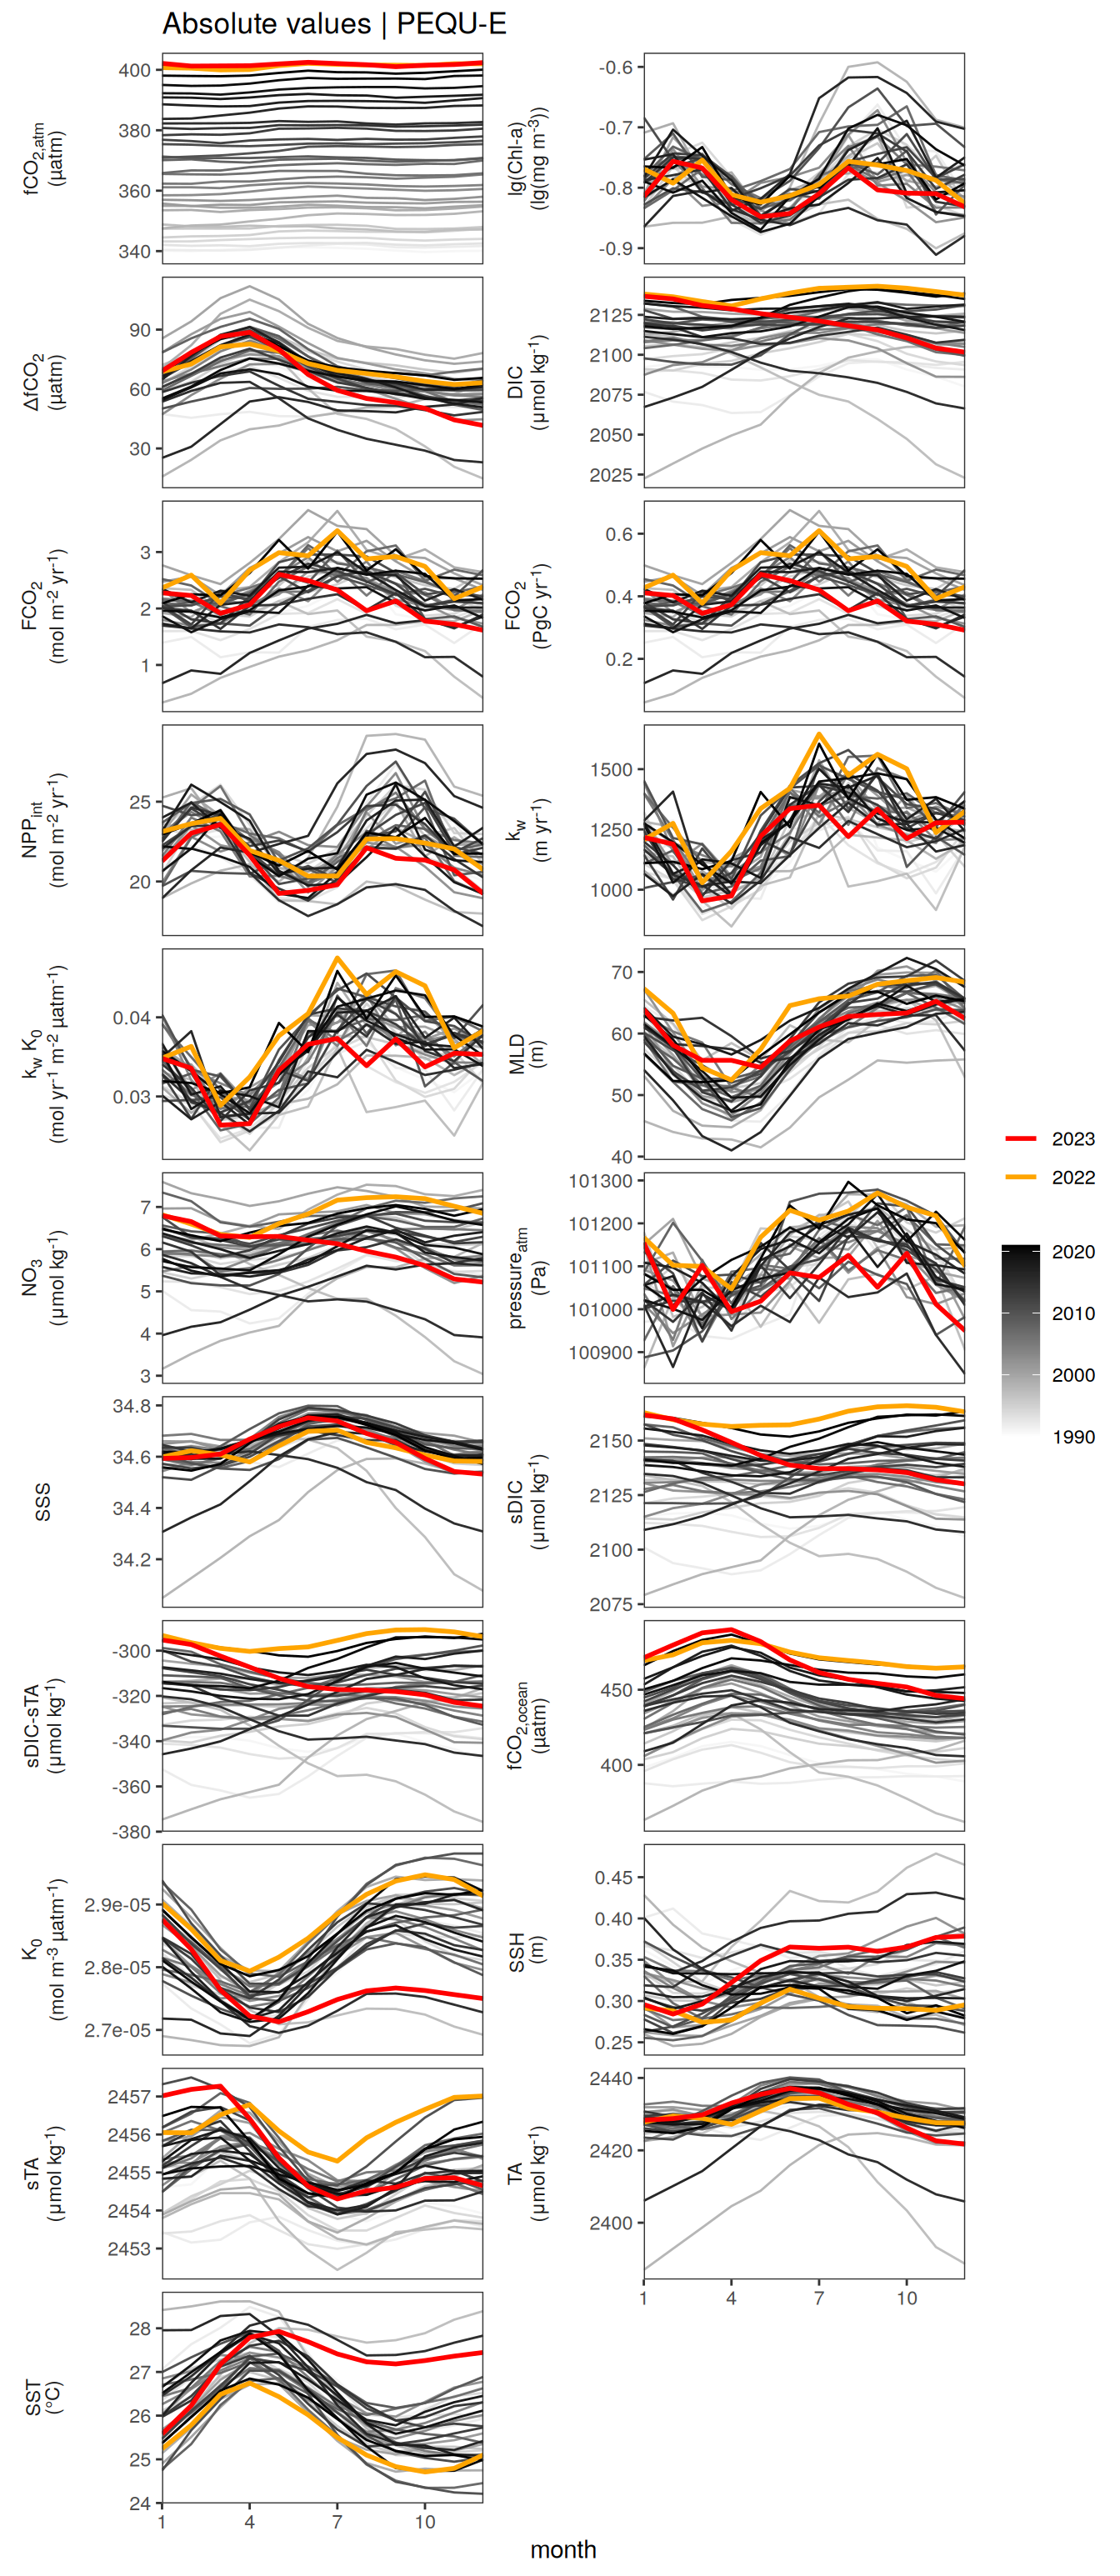 Absolute values | PEQU-E
fCO2,atm
(µatm)
400
380
360
340
lg(Chl-a)
(lg(mg m-3))
-0.6
-0.7
-0.8
-0.9
ΔfCO2
(µatm)
90
60
30
DIC
(µmol kg-1)
2125
2100
2075
2050
2025
FCO2
(mol m-2 yr-1)
3
2
1
FCO2
(PgC yr-1)
0.6
0.4
0.2
NPPint
(mol m-2 yr-1)
25
20
kw
(m yr-1)
1500
1250
1000
kw K0
(mol yr-1 m-2 µatm-1)
0.04
0.03
MLD
(m)
70
60
50
40
NO3
(µmol kg-1)
7
6
5
4
3
pressureatm
(Pa)
101300
101200
101100
101000
100900
SSS
34.8
34.6
34.4
34.2
sDIC
(µmol kg-1)
2150
2125
2100
2075
sDIC-sTA
(µmol kg-1)
-300
-320
-340
-360
-380
fCO2,ocean
(µatm)
450
400
K0
(mol m-3 µatm-1)
2.9e-05
2.8e-05
2.7e-05
SSH
(m)
0.45
0.40
0.35
0.30
0.25
sTA
(µmol kg-1)
2457
2456
2455
2454
2453
TA
(µmol kg-1)
2440
2420
2400
1 4 7 10
SST
(°C)
28
27
26
25
24
1 4 7 10
month
2023
2022
2020
2010
2000
1990